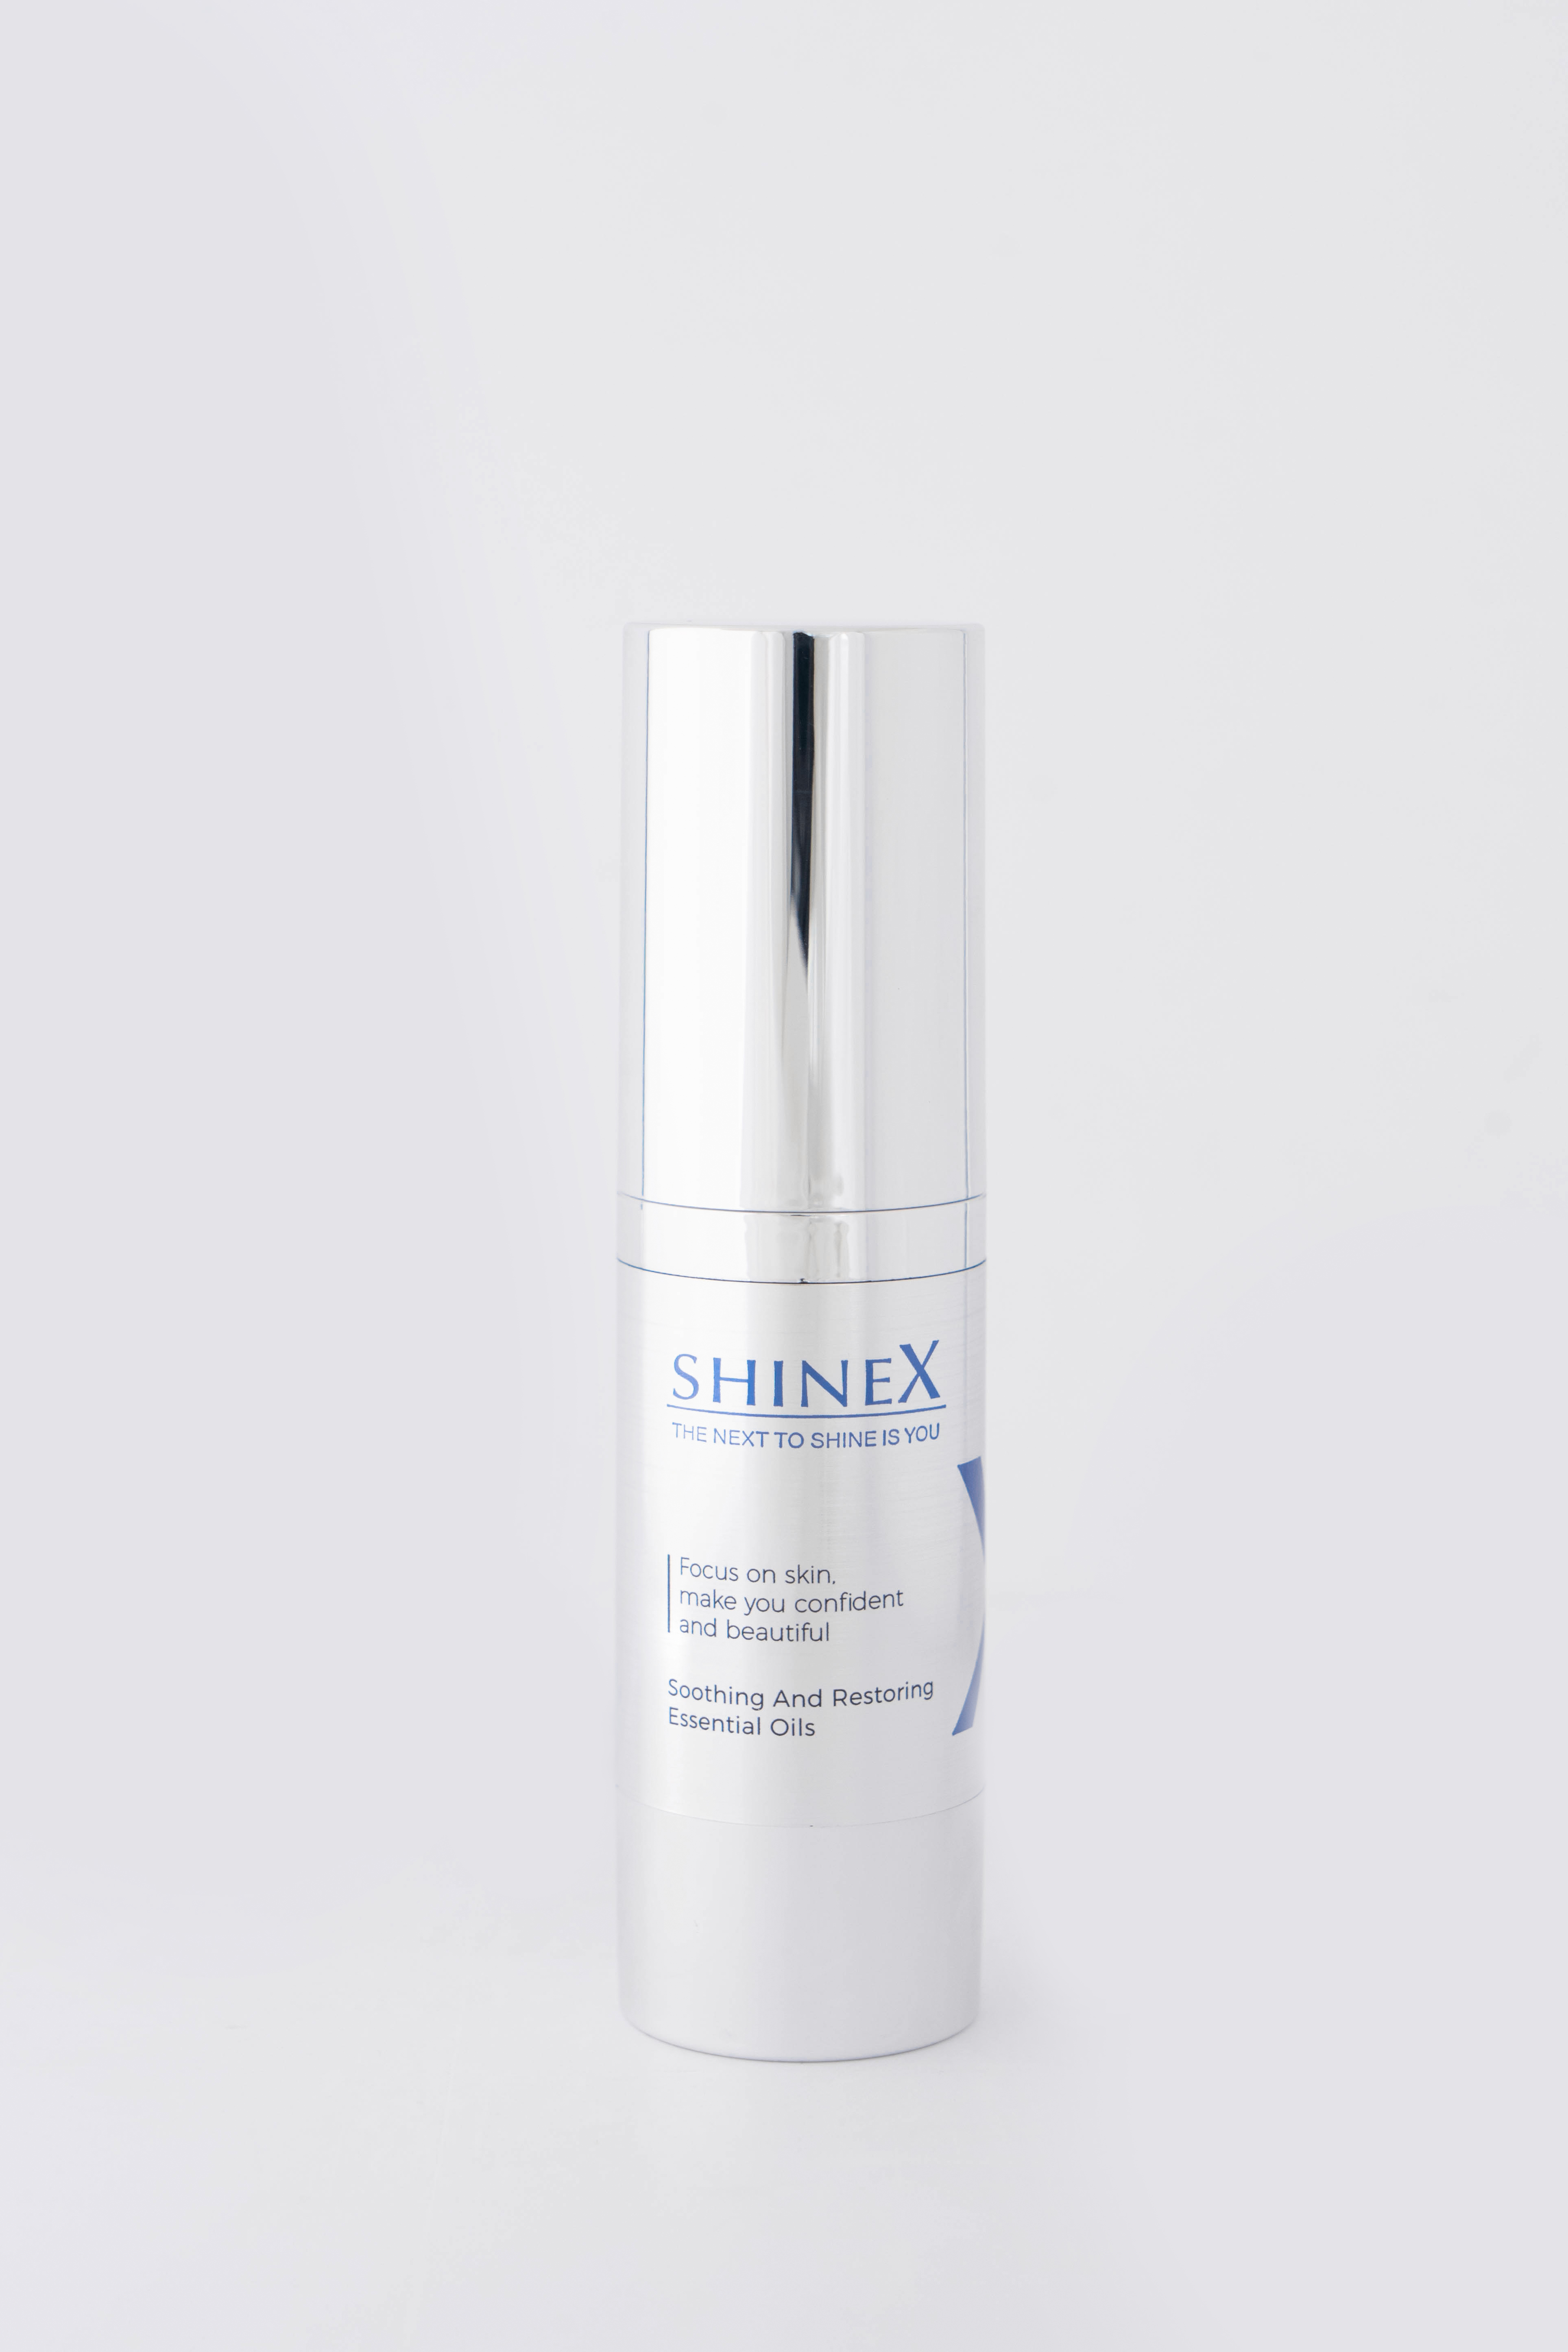 SHINEX
THE NEXT TO SHINE IS YOU
Focus on skin,
make you confident
and beautiful
Soothing And Restoring
Essential Oils